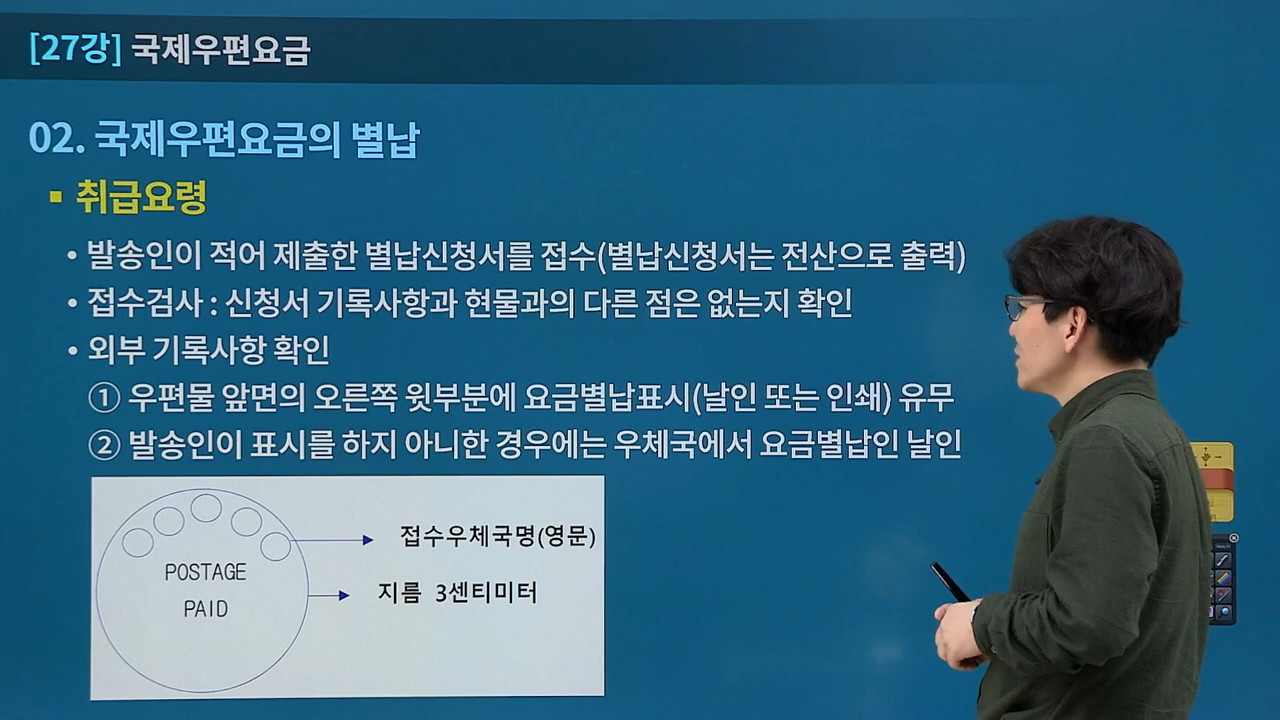 [27강] 국제우편요금
02. 국제우편요금의 별납
▪ 취급요령
• 발송인이 적어 제출한 별납신청서를 접수(별납신청서는 전산으로 출력)
• 접수검사 : 신청서 기록사항과 현물과의 다른 점은 없는지 확인
• 외부 기록사항 확인
① 우편물 앞면의 오른쪽 윗부분에 요금별납표시(날인 또는 인쇄) 유무
② 발송인이 표시를 하지 아니한 경우에는 우체국에서 요금별납인 날인
접수우체국명(영문)
POSTAGE
PAID
지름 3센티미터